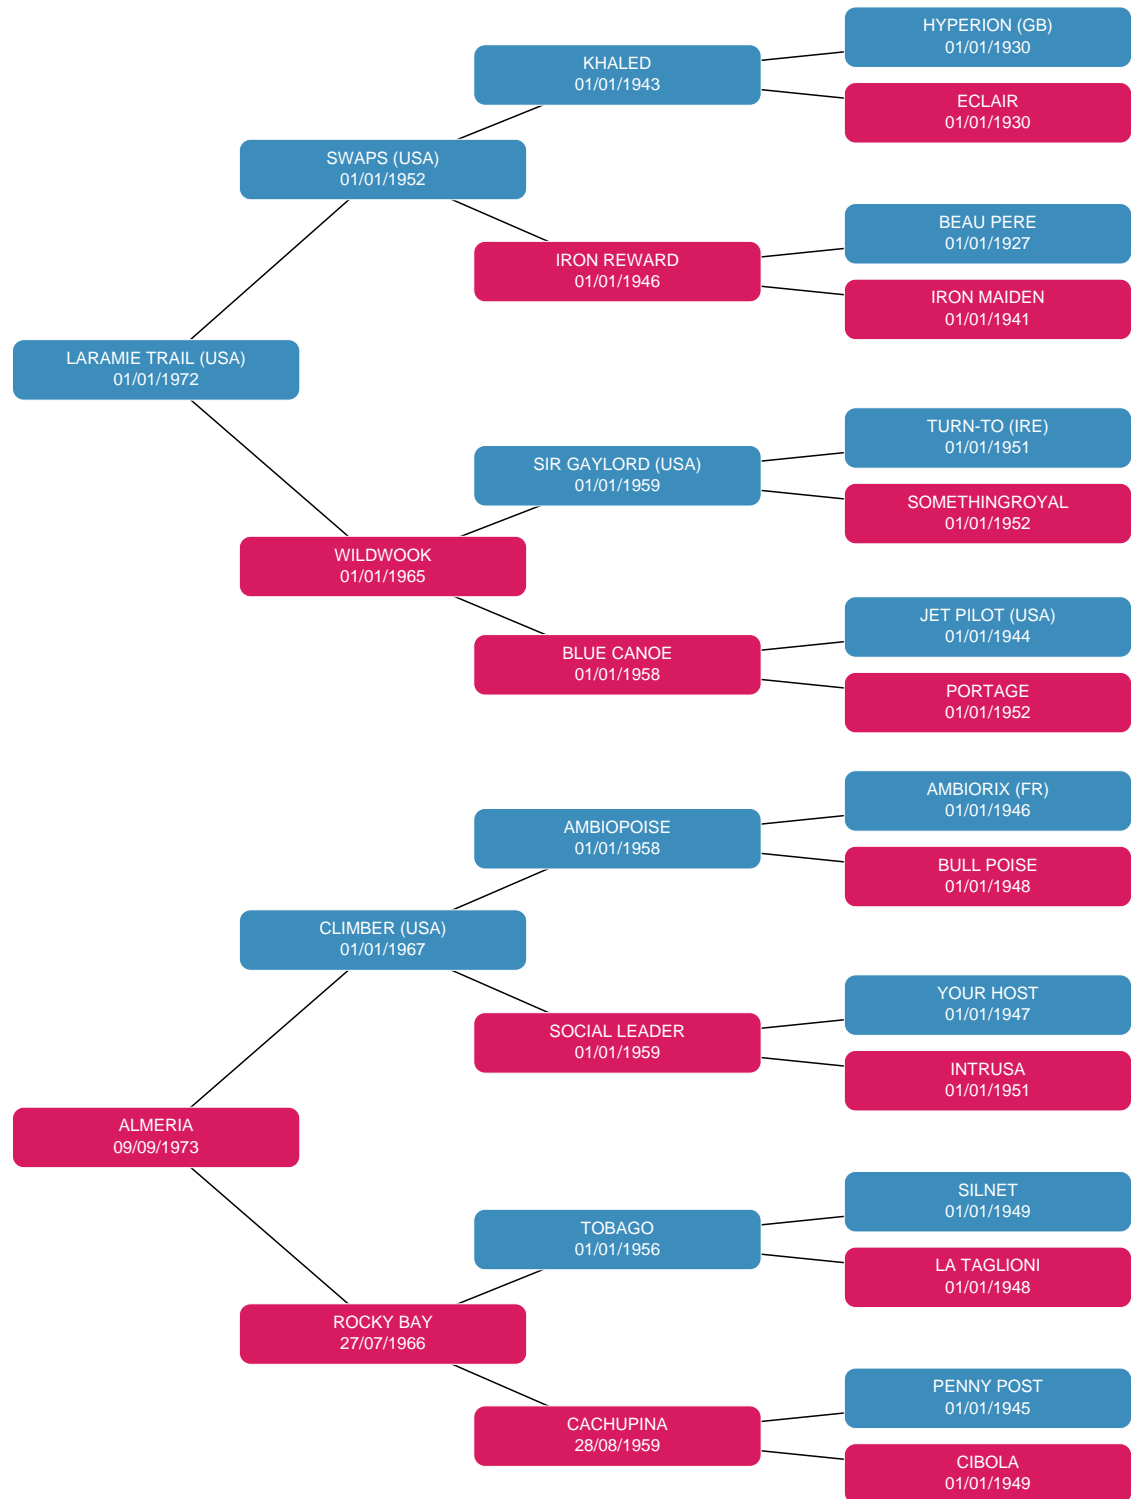 HYPERION (GB)
01/01/1930
KHALED
01/01/1943
ECLAIR
01/01/1930
SWAPS (USA)
01/01/1952
BEAU PERE
01/01/1927
IRON REWARD
01/01/1946
IRON MAIDEN
01/01/1941
LARAMIE TRAIL (USA)
01/01/1972
TURN-TO (IRE)
01/01/1951
SIR GAYLORD (USA)
01/01/1959
SOMETHINGROYAL
01/01/1952
WILDWOOK
01/01/1965
JET PILOT (USA)
01/01/1944
BLUE CANOE
01/01/1958
PORTAGE
01/01/1952
AMBIORIX (FR)
01/01/1946
AMBIOPOISE
01/01/1958
BULL POISE
01/01/1948
CLIMBER (USA)
01/01/1967
YOUR HOST
01/01/1947
SOCIAL LEADER
01/01/1959
INTRUSA
01/01/1951
ALMERIA
09/09/1973
SILNET
01/01/1949
TOBAGO
01/01/1956
LA TAGLIONI
01/01/1948
ROCKY BAY
27/07/1966
PENNY POST
01/01/1945
CACHUPINA
28/08/1959
CIBOLA
01/01/1949